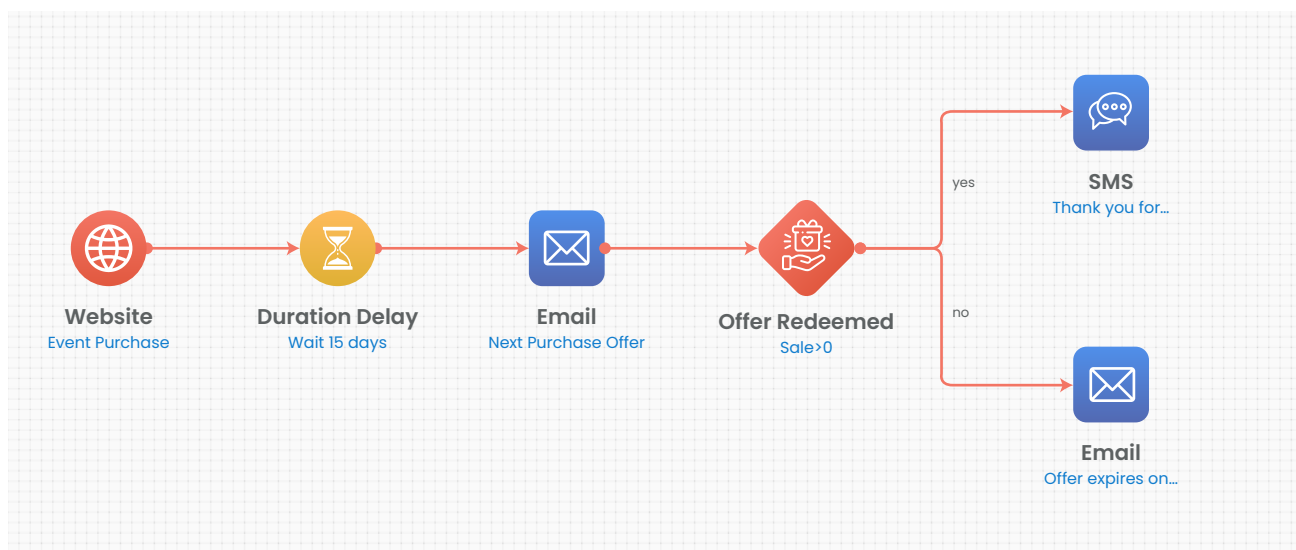 Website
Event Purchase
Duration Delay
Wait 15 days
Email
Next Purchase Offer
Offer Redeemed
Sale>0
yes
SMS
Thank you for...
no
Email
Offer expires on...